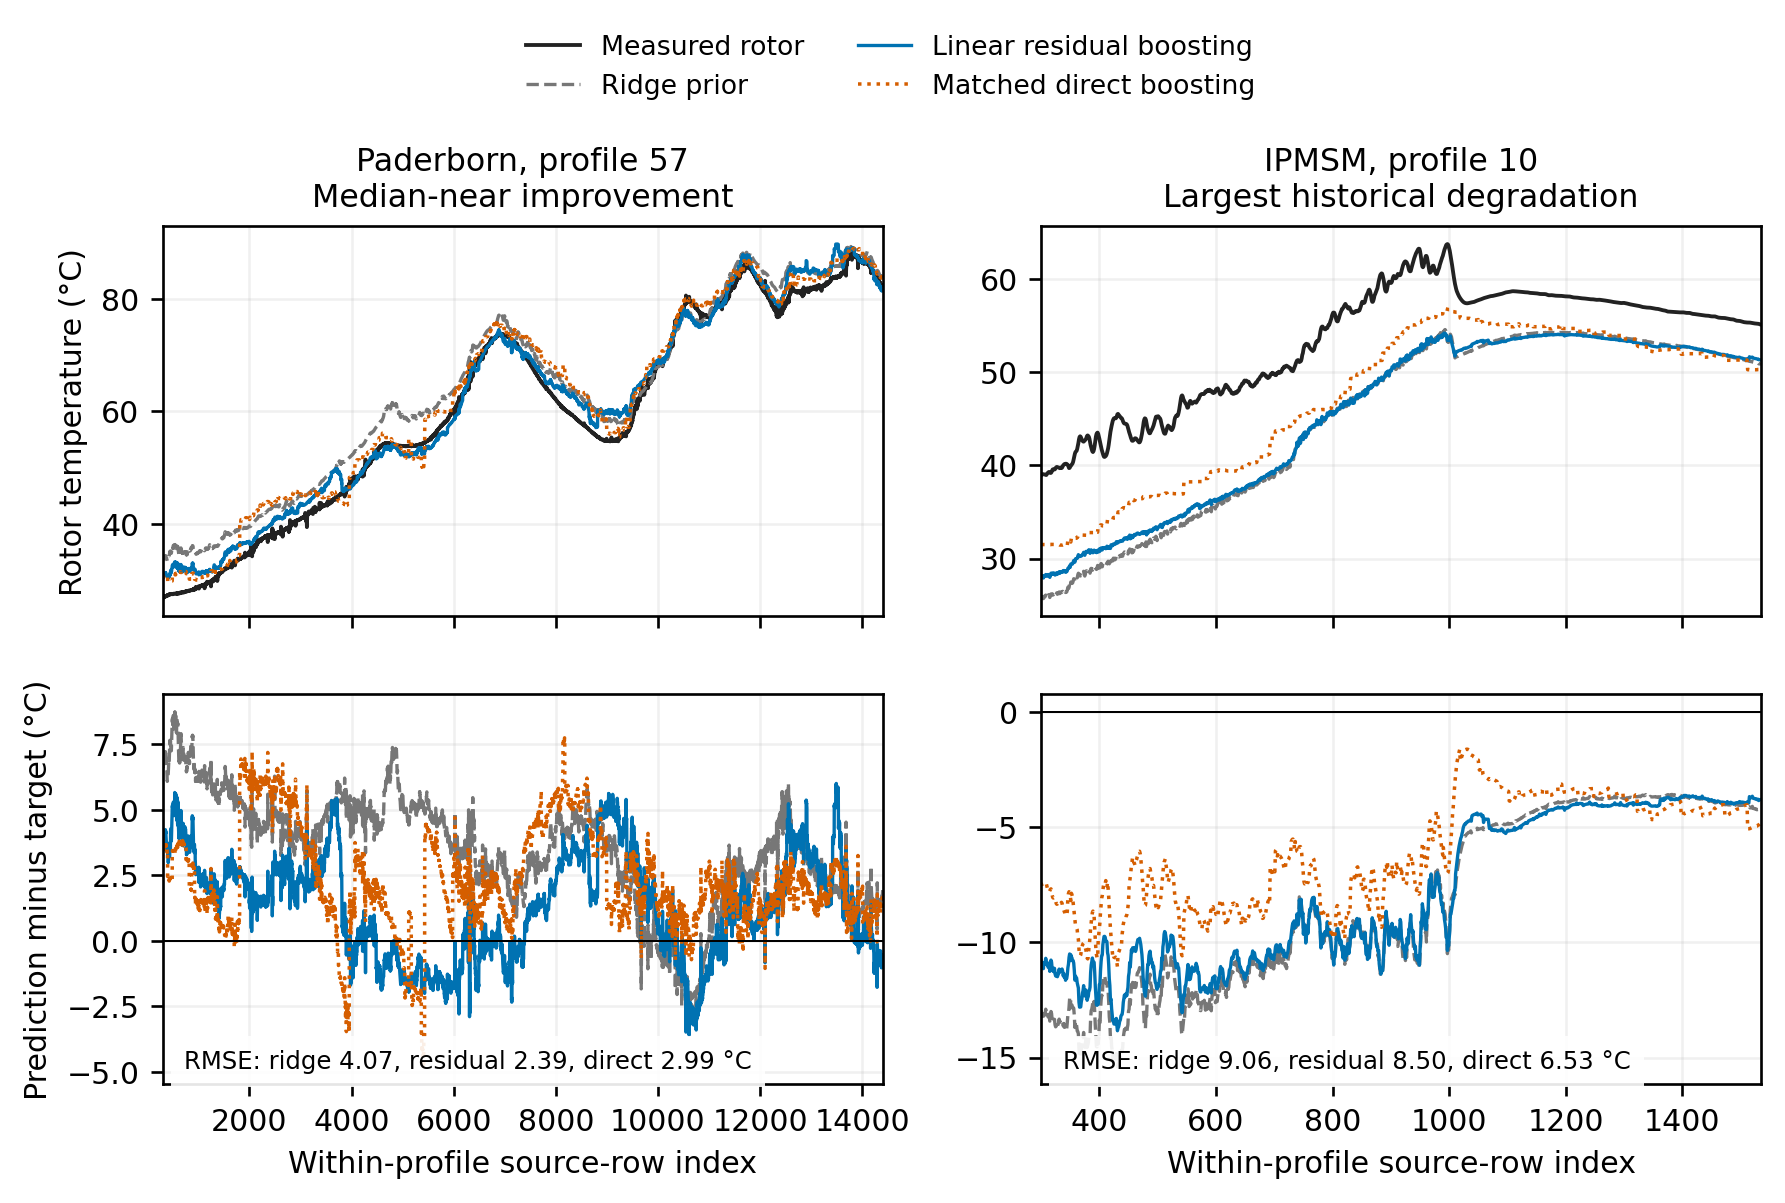 Measured rotor
Ridge prior
Linear residual boosting
Matched direct boosting
Paderborn, profile 57
Median-near improvement
Rotor temperature (°C)
80
60
40
IPMSM, profile 10
Largest historical degradation
60
50
40
30
Prediction minus target (°C)
7.5
5.0
2.5
0.0
−2.5
−5.0
RMSE: ridge 4.07, residual 2.39, direct 2.99 °C
2000 4000 6000 8000 10000 12000 14000
Within-profile source-row index
0
−5
−10
−15
RMSE: ridge 9.06, residual 8.50, direct 6.53 °C
400 600 800 1000 1200 1400
Within-profile source-row index